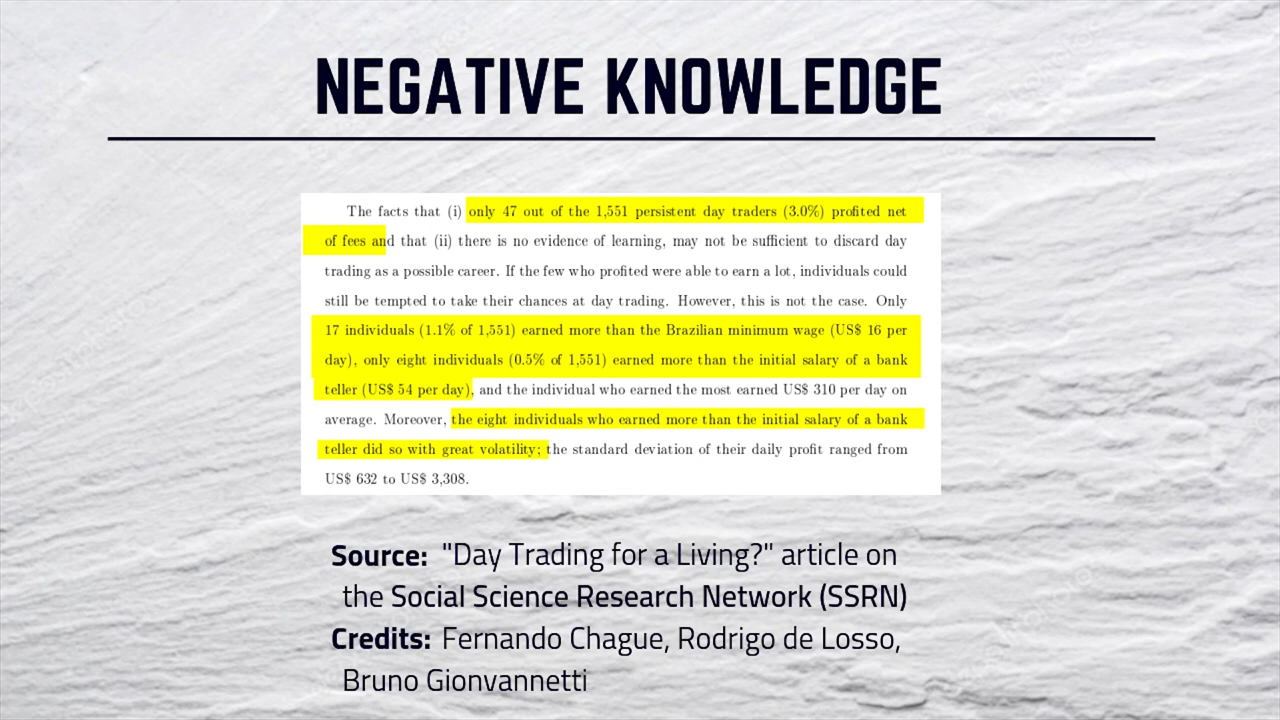 NEGATIVE KNOWLEDGE
The facts that (i) only 47 out of the 1,551 persistent day traders (3.0%) profited net
of fees and that (ii) there is no evidence of learning, may not be sufficient to discard day
trading as a possible career. If the few who profited were able to earn a lot, individuals could
still be tempted to take their chances at day trading. However, this is not the case. Only
17 individuals (1.1% of 1,551) earned more than the Brazilian minimum wage (US$ 16 per
day), only eight individuals (0.5% of 1,551) earned more than the initial salary of a bank
teller (US$ 54 per day), and the individual who earned the most earned US$ 310 per day on
average. Moreover, the eight individuals who earned more than the initial salary of a bank
teller did so with great volatility; the standard deviation of their daily profit ranged from
US$ 632 to US$ 3,308.
Source: "Day Trading for a Living?" article on
the Social Science Research Network (SSRN)
Credits: Fernando Chague, Rodrigo de Losso,
Bruno Gionvannetti